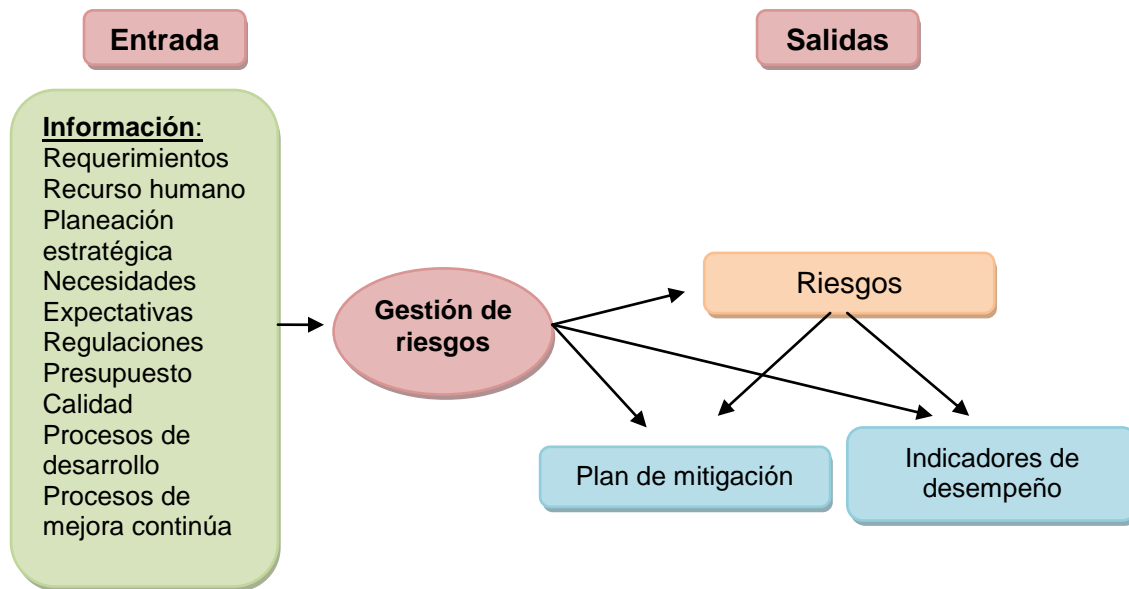 Entrada
Salidas
Información:
Requerimientos
Recurso humano
Planeación
estratégica
Necesidades
Expectativas
Regulaciones
Presupuesto
Calidad
Procesos de
desarrollo
Procesos de
mejora continúa
Gestión de
riesgos
Riesgos
Plan de mitigación
Indicadores de
desempeño